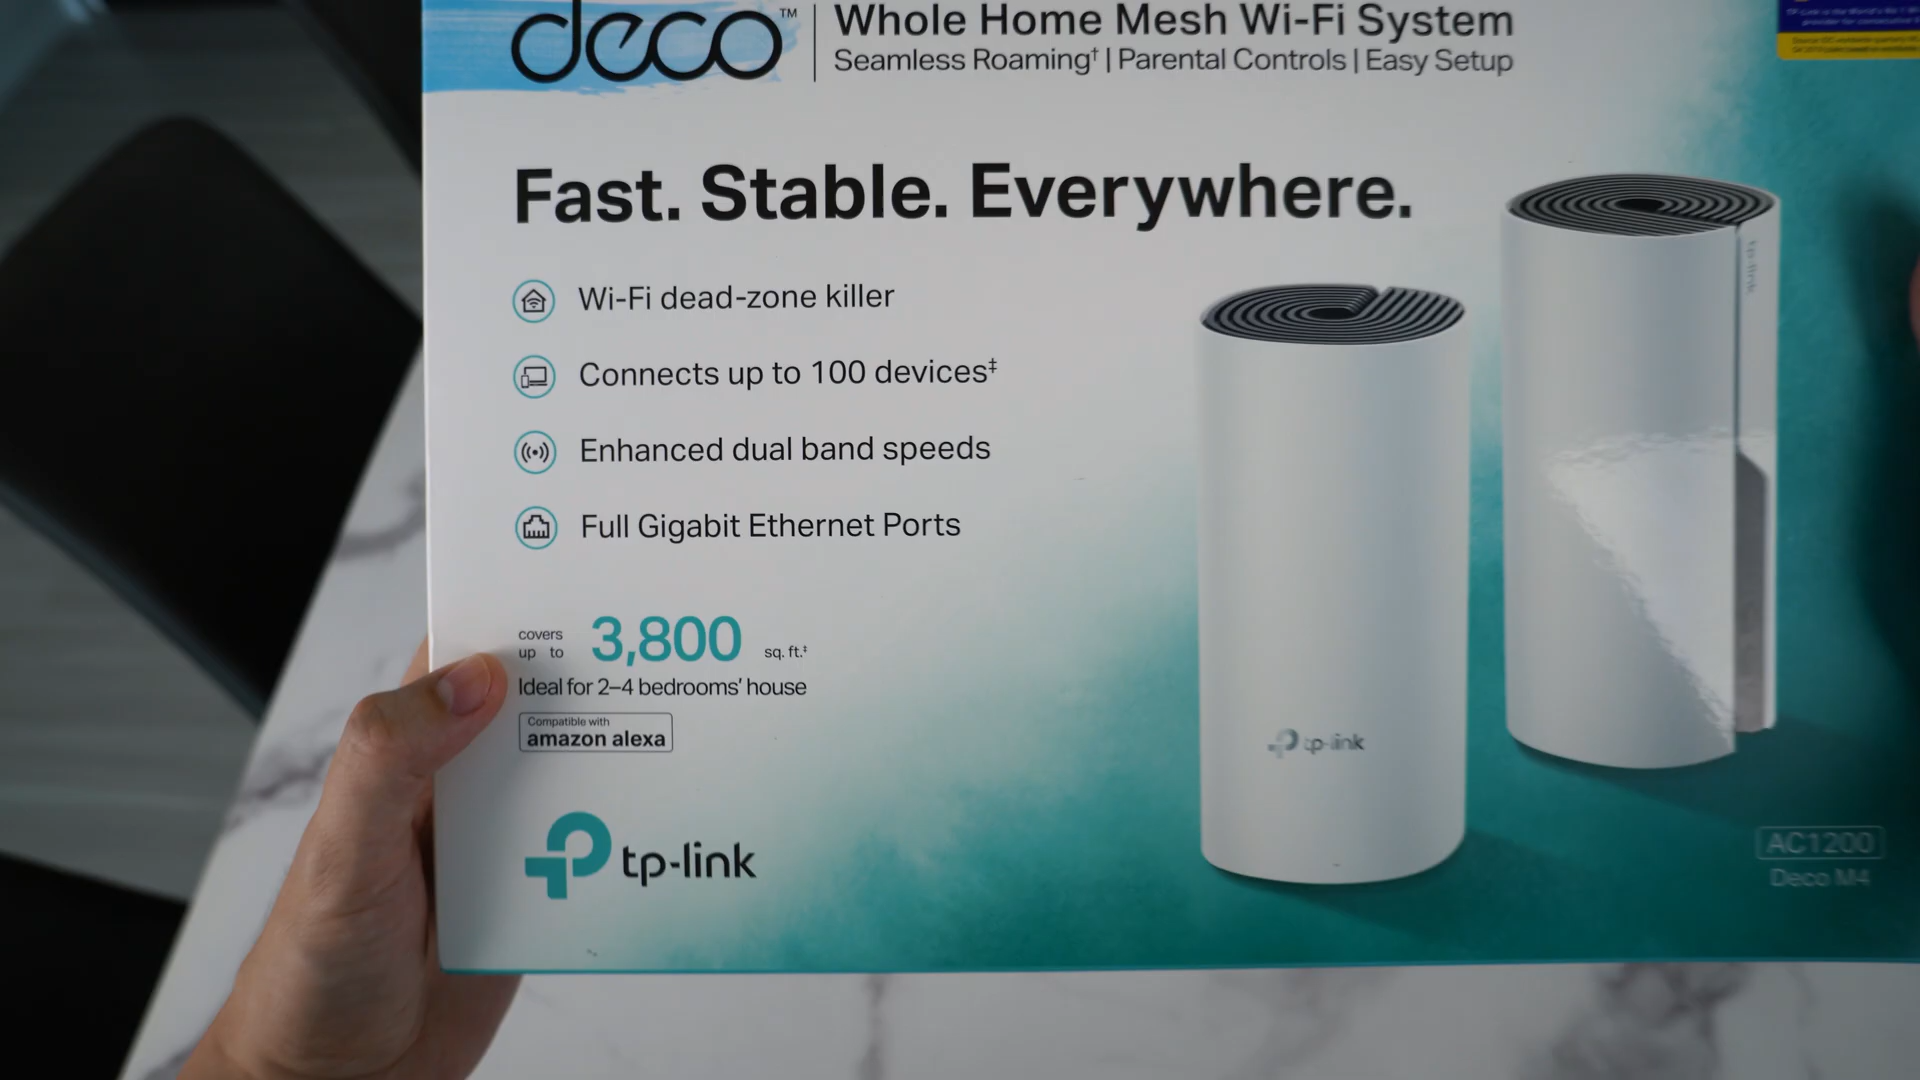 deco™
Whole Home Mesh Wi-Fi System
Seamless Roaming† | Parental Controls | Easy Setup
Fast. Stable. Everywhere.
Wi-Fi dead-zone killer
Connects up to 100 devices‡
Enhanced dual band speeds
Full Gigabit Ethernet Ports
covers up to 3,800 sq. ft.‡
Ideal for 2–4 bedrooms' house
Compatible with
amazon alexa
tp-link
tp-link
tp-link
AC1200
Deco M4